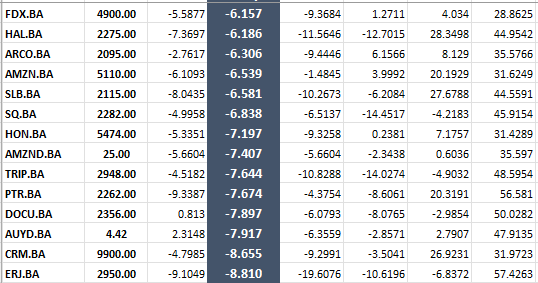 FDX.BA 4900.00 -5.5877 -6.157 -9.3684 1.2711 4.034 28.8625
HAL.BA 2275.00 -7.3697 -6.186 -11.5646 -12.7015 28.3498 44.9542
ARCO.BA 2095.00 -2.7617 -6.306 -9.4446 6.1566 8.129 35.5766
AMZN.BA 5110.00 -6.1093 -6.539 -1.4845 3.9992 20.1929 31.6249
SLB.BA 2115.00 -8.0435 -6.581 -10.2673 -6.2084 27.6788 44.5591
SQ.BA 2282.00 -4.9958 -6.838 -6.5137 -14.4517 -4.2183 45.9154
HON.BA 5474.00 -5.3351 -7.197 -9.3258 0.2381 7.1757 31.4289
AMZND.BA 25.00 -5.6604 -7.407 -5.6604 -2.3438 0.6036 35.597
TRIP.BA 2948.00 -4.5182 -7.644 -10.8288 -14.0274 -4.9032 48.5954
PTR.BA 2262.00 -9.3387 -7.674 -4.3754 -8.6061 20.3191 56.581
DOCU.BA 2356.00 0.813 -7.897 -6.0793 -8.0765 -2.9854 50.0282
AUYD.BA 4.42 2.3148 -7.917 -6.3559 -2.8571 2.7907 47.9135
CRM.BA 9900.00 -4.7985 -8.655 -9.2991 -3.5041 26.9231 31.9723
ERJ.BA 2950.00 -9.1049 -8.810 -19.6076 -10.6196 -6.8372 57.4263